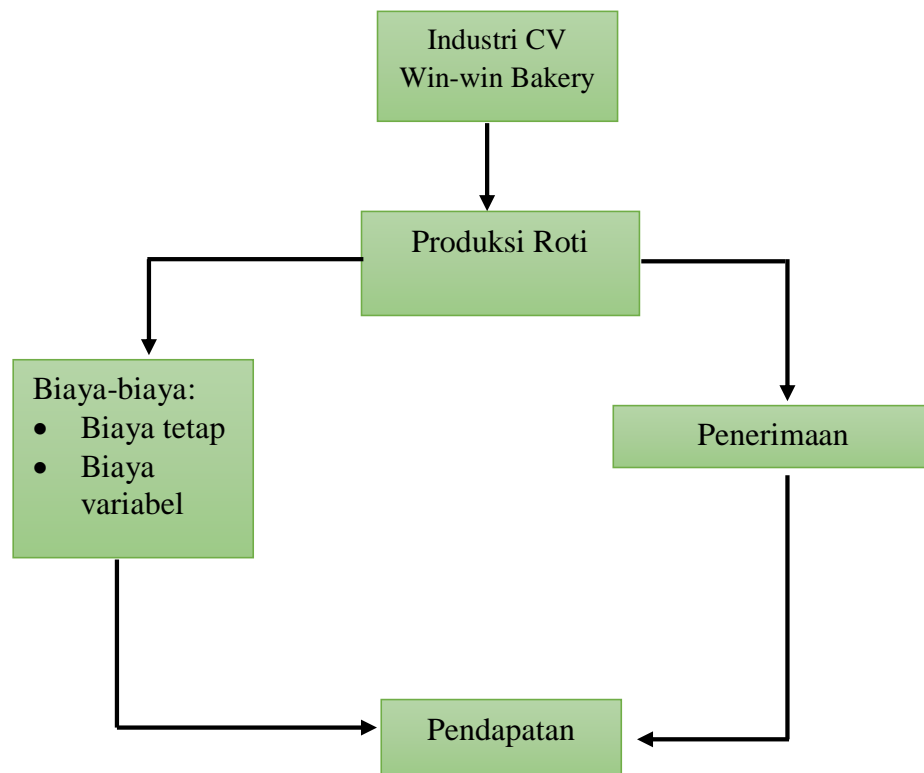 Industri CV
Win-win Bakery
Produksi Roti
Biaya-biaya:
• Biaya tetap
• Biaya
variabel
Penerimaan
Pendapatan